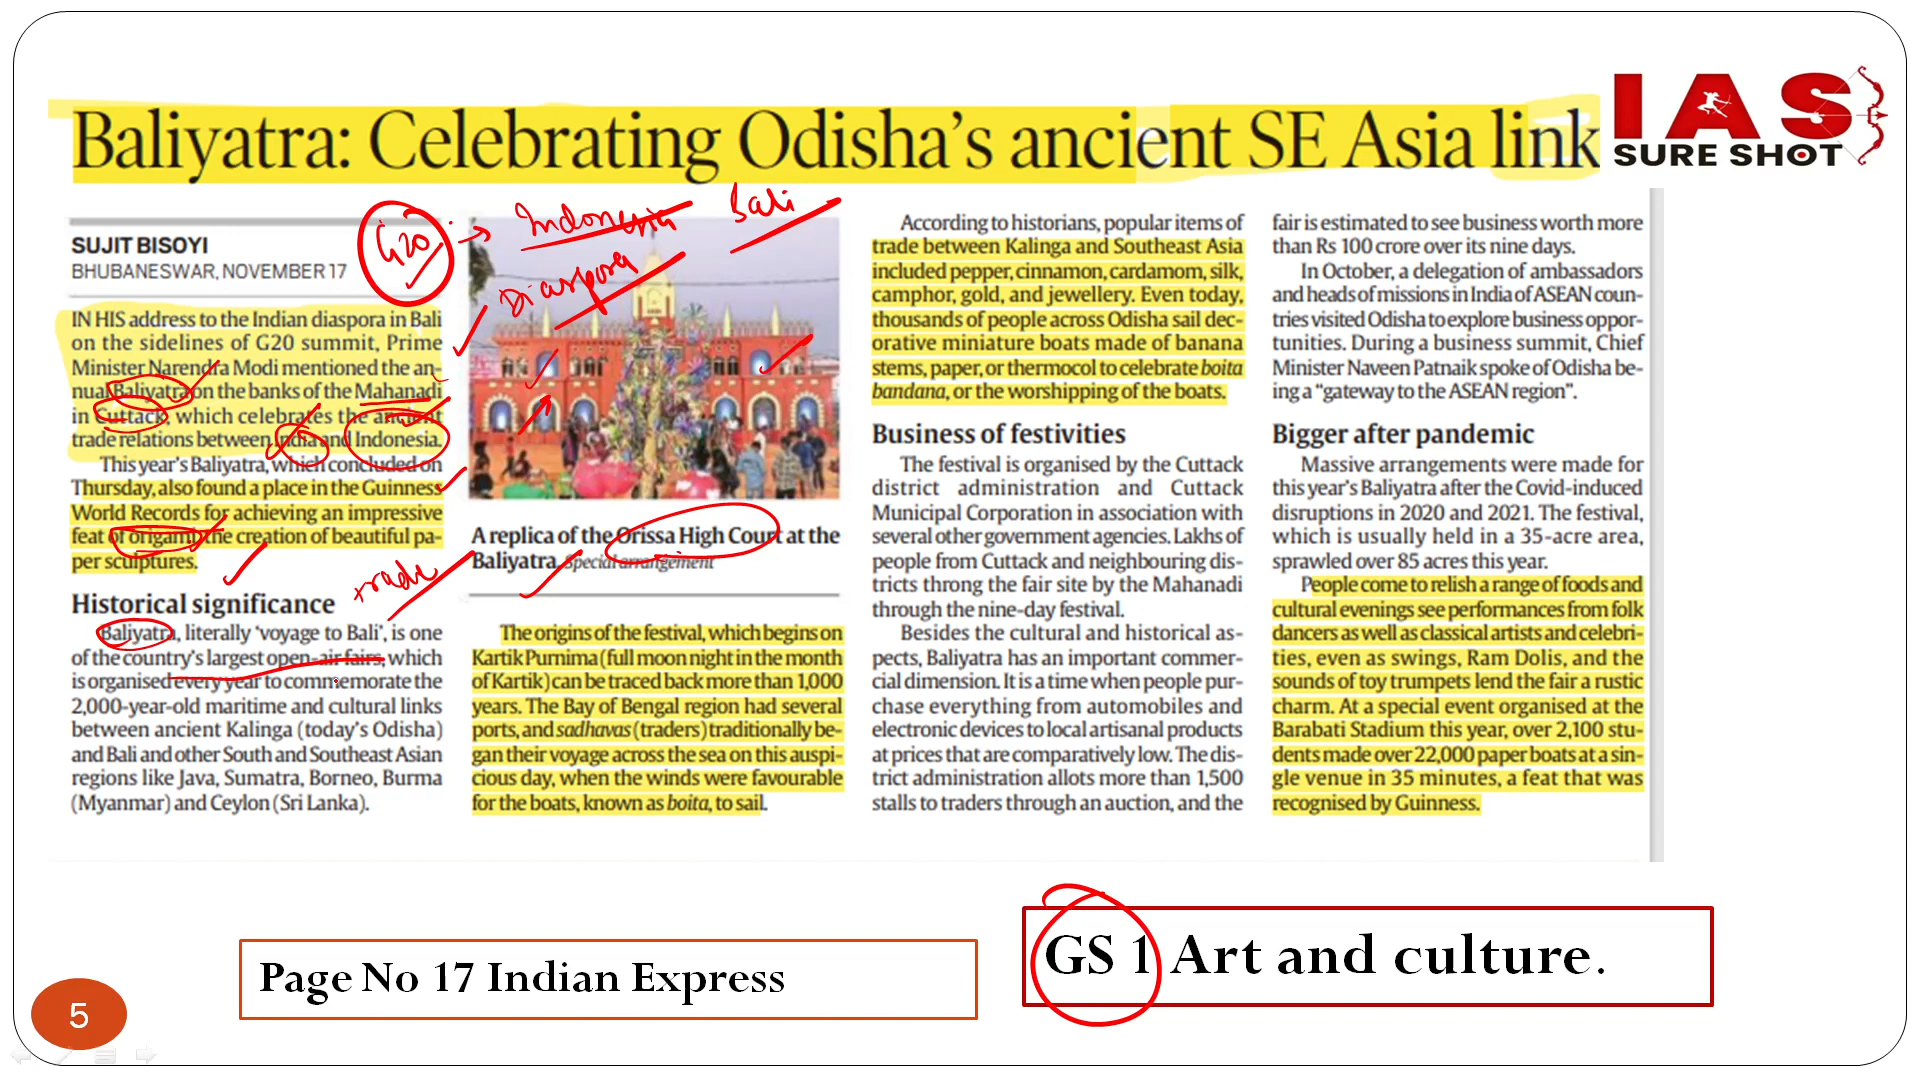 Baliyatra: Celebrating Odisha's ancient SE Asia link
IAS
SURE SHOT
SUJIT BISOYI
BHUBANESWAR, NOVEMBER 17
G20
Indonesia
Bali
Diaspora
IN HIS address to the Indian diaspora in Bali
on the sidelines of G20 summit, Prime
Minister Narendra Modi mentioned the an-
nual Baliyatra on the banks of the Mahanadi
in Cuttack, which celebrates the ancient
trade relations between India and Indonesia.
This year's Baliyatra, which concluded on
Thursday, also found a place in the Guinness
World Records for achieving an impressive
feat of origami, the creation of beautiful pa-
per sculptures.
trade
Historical significance
Baliyatra, literally 'voyage to Bali', is one
of the country's largest open-air fairs, which
is organised every year to commemorate the
2,000-year-old maritime and cultural links
between ancient Kalinga (today's Odisha)
and Bali and other South and Southeast Asian
regions like Java, Sumatra, Borneo, Burma
(Myanmar) and Ceylon (Sri Lanka).
A replica of the Orissa High Court at the
Baliyatra. Special arrangement
The origins of the festival, which begins on
Kartik Purnima (full moon night in the month
of Kartik) can be traced back more than 1,000
years. The Bay of Bengal region had several
ports, and sadhavas (traders) traditionally be-
gan their voyage across the sea on this auspi-
cious day, when the winds were favourable
for the boats, known as boita, to sail.
According to historians, popular items of
trade between Kalinga and Southeast Asia
included pepper, cinnamon, cardamom, silk,
camphor, gold, and jewellery. Even today,
thousands of people across Odisha sail dec-
orative miniature boats made of banana
stems, paper, or thermocol to celebrate boita
bandana, or the worshipping of the boats.
Business of festivities
The festival is organised by the Cuttack
district administration and Cuttack
Municipal Corporation in association with
several other government agencies. Lakhs of
people from Cuttack and neighbouring dis-
tricts throng the fair site by the Mahanadi
through the nine-day festival.
Besides the cultural and historical as-
pects, Baliyatra has an important commer-
cial dimension. It is a time when people pur-
chase everything from automobiles and
electronic devices to local artisanal products
at prices that are comparatively low. The dis-
trict administration allots more than 1,500
stalls to traders through an auction, and the
fair is estimated to see business worth more
than Rs 100 crore over its nine days.
In October, a delegation of ambassadors
and heads of missions in India of ASEAN coun-
tries visited Odisha to explore business oppor-
tunities. During a business summit, Chief
Minister Naveen Patnaik spoke of Odisha be-
ing a "gateway to the ASEAN region".
Bigger after pandemic
Massive arrangements were made for
this year's Baliyatra after the Covid-induced
disruptions in 2020 and 2021. The festival,
which is usually held in a 35-acre area,
sprawled over 85 acres this year.
People come to relish a range of foods and
cultural evenings see performances from folk
dancers as well as classical artists and celebri-
ties, even as swings, Ram Dolis, and the
sounds of toy trumpets lend the fair a rustic
charm. At a special event organised at the
Barabati Stadium this year, over 2,100 stu-
dents made over 22,000 paper boats at a sin-
gle venue in 35 minutes, a feat that was
recognised by Guinness.
Page No 17 Indian Express
GS 1 Art and culture.
5